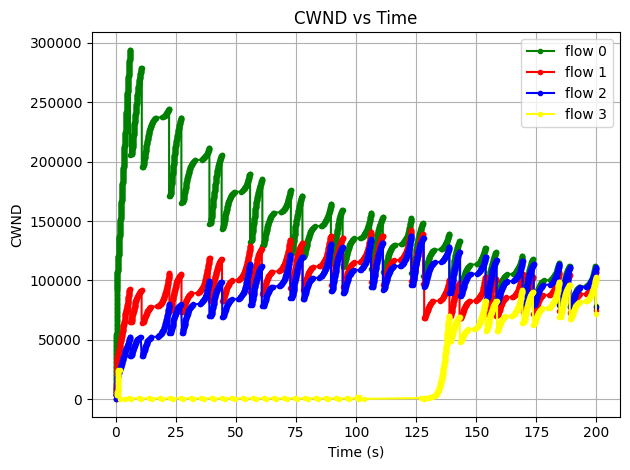 CWND vs Time
flow 0
flow 1
flow 2
flow 3
300000
250000
200000
150000
100000
50000
0
CWND
0 25 50 75 100 125 150 175 200
Time (s)